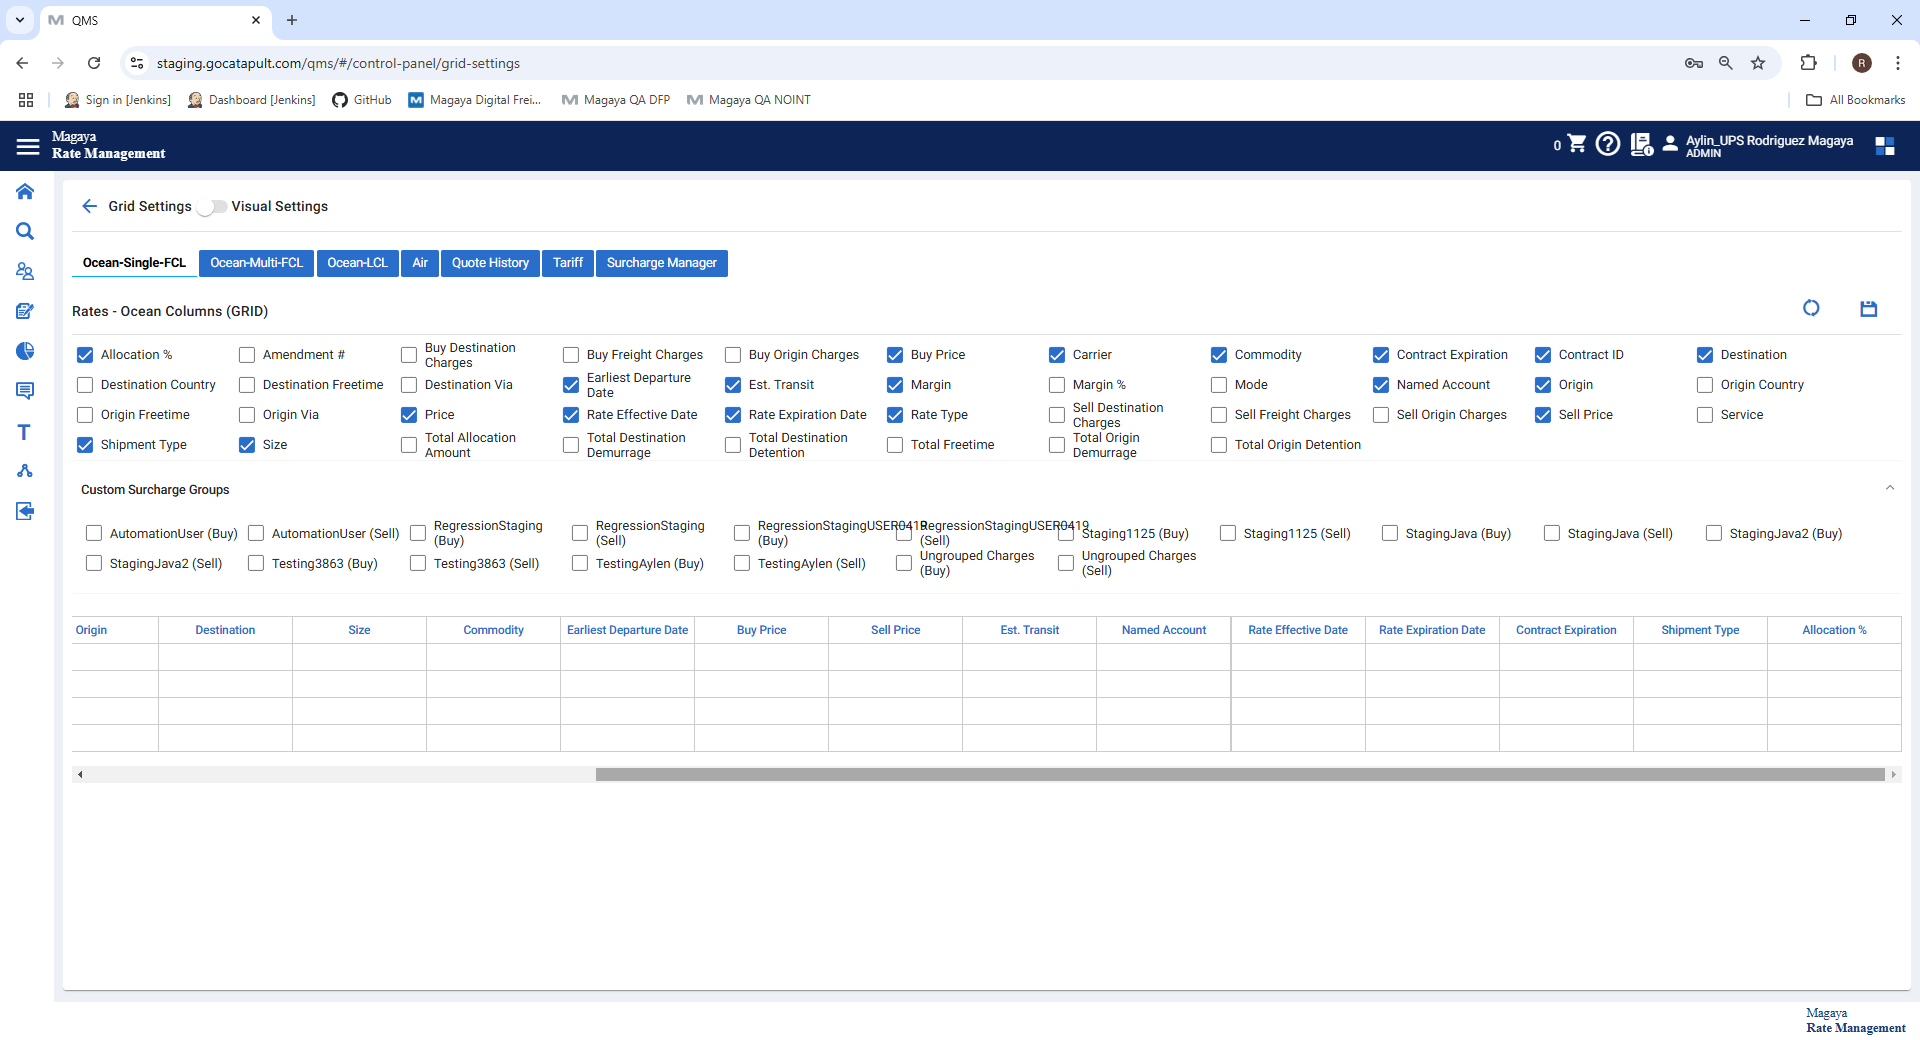 QMS
staging.gocatapult.com/qms/#/control-panel/grid-settings
R
Sign in [Jenkins] Dashboard [Jenkins] GitHub Magaya Digital Frei... Magaya QA DFP Magaya QA NOINT All Bookmarks
Magaya
Rate Management
0
Aylin_UPS Rodriguez Magaya
ADMIN
Grid Settings Visual Settings
Ocean-Single-FCL Ocean-Multi-FCL Ocean-LCL Air Quote History Tariff Surcharge Manager
Rates - Ocean Columns (GRID)
Allocation % Amendment # Buy Destination Charges Buy Freight Charges Buy Origin Charges Buy Price Carrier Commodity Contract Expiration Contract ID Destination
Destination Country Destination Freetime Destination Via Earliest Departure Date Est. Transit Margin Margin % Mode Named Account Origin Origin Country
Origin Freetime Origin Via Price Rate Effective Date Rate Expiration Date Rate Type Sell Destination Charges Sell Freight Charges Sell Origin Charges Sell Price Service
Shipment Type Size Total Allocation Amount Total Destination Demurrage Total Destination Detention Total Freetime Total Origin Demurrage Total Origin Detention
Custom Surcharge Groups
AutomationUser (Buy) AutomationUser (Sell) RegressionStaging (Buy) RegressionStaging (Sell) RegressionStagingUSER0419 (Buy) RegressionStagingUSER0419 (Sell) Staging1125 (Buy) Staging1125 (Sell) StagingJava (Buy) StagingJava (Sell) StagingJava2 (Buy)
StagingJava2 (Sell) Testing3863 (Buy) Testing3863 (Sell) TestingAylen (Buy) TestingAylen (Sell) Ungrouped Charges (Buy) Ungrouped Charges (Sell)
Origin Destination Size Commodity Earliest Departure Date Buy Price Sell Price Est. Transit Named Account Rate Effective Date Rate Expiration Date Contract Expiration Shipment Type Allocation %
Magaya
Rate Management